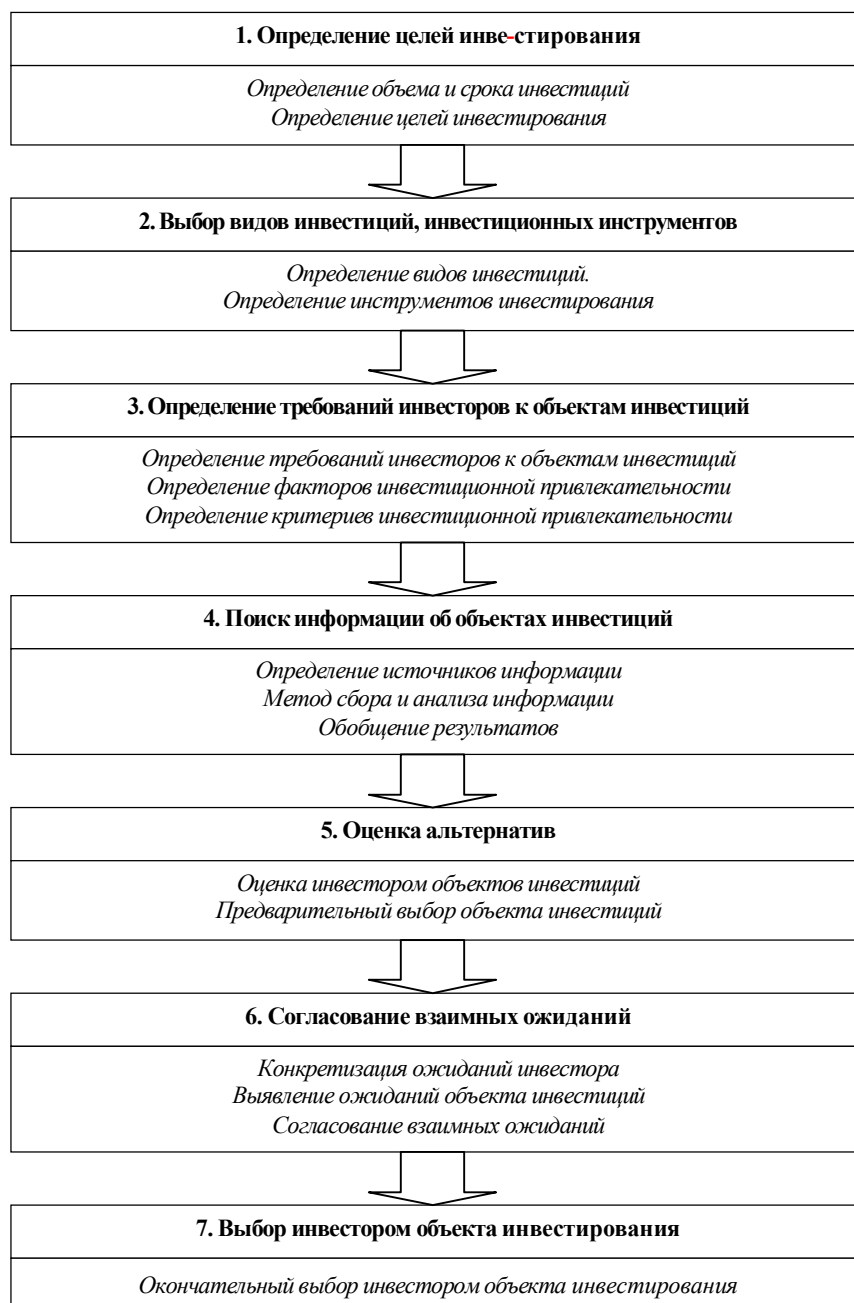 1. Определение целей инве-стирования
Определение объема и срока инвестиций
Определение целей инвестирования
2. Выбор видов инвестиций, инвестиционных инструментов
Определение видов инвестиций.
Определение инструментов инвестирования
3. Определение требований инвесторов к объектам инвестиций
Определение требований инвесторов к объектам инвестиций
Определение факторов инвестиционной привлекательности
Определение критериев инвестиционной привлекательности
4. Поиск информации об объектах инвестиций
Определение источников информации
Метод сбора и анализа информации
Обобщение результатов
5. Оценка альтернатив
Оценка инвестором объектов инвестиций
Предварительный выбор объекта инвестиций
6. Согласование взаимных ожиданий
Конкретизация ожиданий инвестора
Выявление ожиданий объекта инвестиций
Согласование взаимных ожиданий
7. Выбор инвестором объекта инвестирования
Окончательный выбор инвестором объекта инвестирования